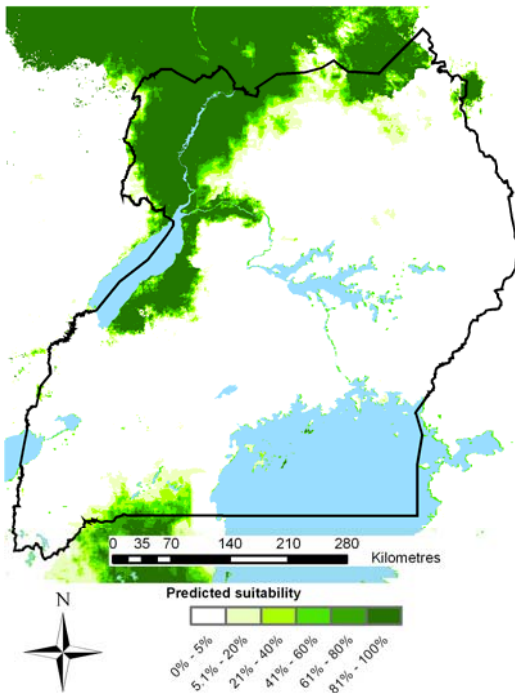 0 35 70 140 210 280
Kilometres
Predicted suitability
N
0% - 5%
5.1% - 20%
21% - 40%
41% - 60%
61% - 80%
81% - 100%